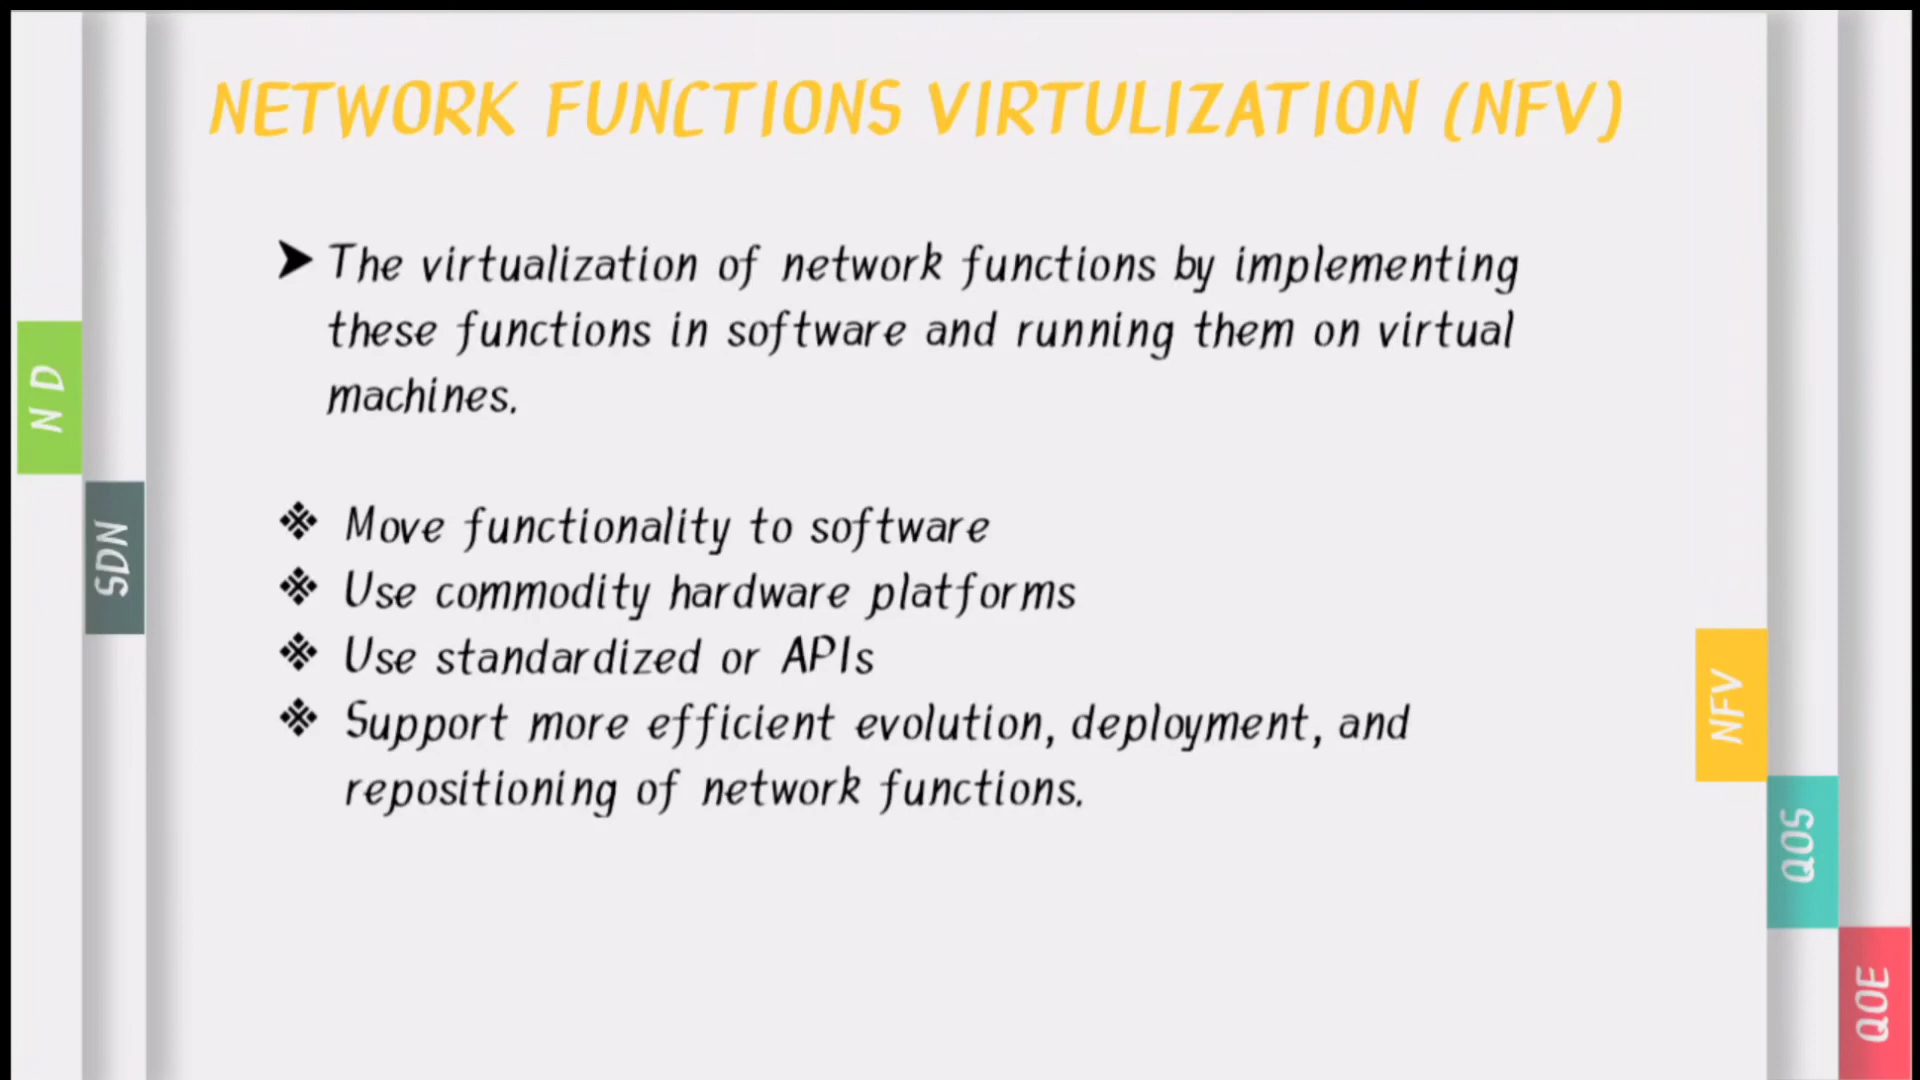 NETWORK FUNCTIONS VIRTULIZATION (NFV)
The virtualization of network functions by implementing
these functions in software and running them on virtual
machines.
Move functionality to software
Use commodity hardware platforms
Use standardized or APIs
Support more efficient evolution, deployment, and
repositioning of network functions.
N D
SDN
NFV
QOS
QOE